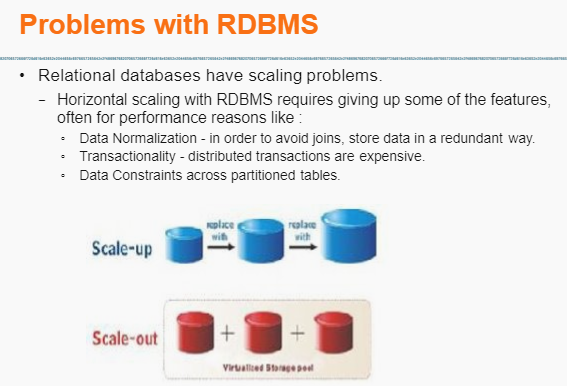 Problems with RDBMS
• Relational databases have scaling problems.
– Horizontal scaling with RDBMS requires giving up some of the features,
often for performance reasons like :
◦ Data Normalization - in order to avoid joins, store data in a redundant way.
◦ Transactionality - distributed transactions are expensive.
◦ Data Constraints across partitioned tables.
replace
with
replace
with
Scale-up
Scale-out
+ +
Virtualized Storage pool